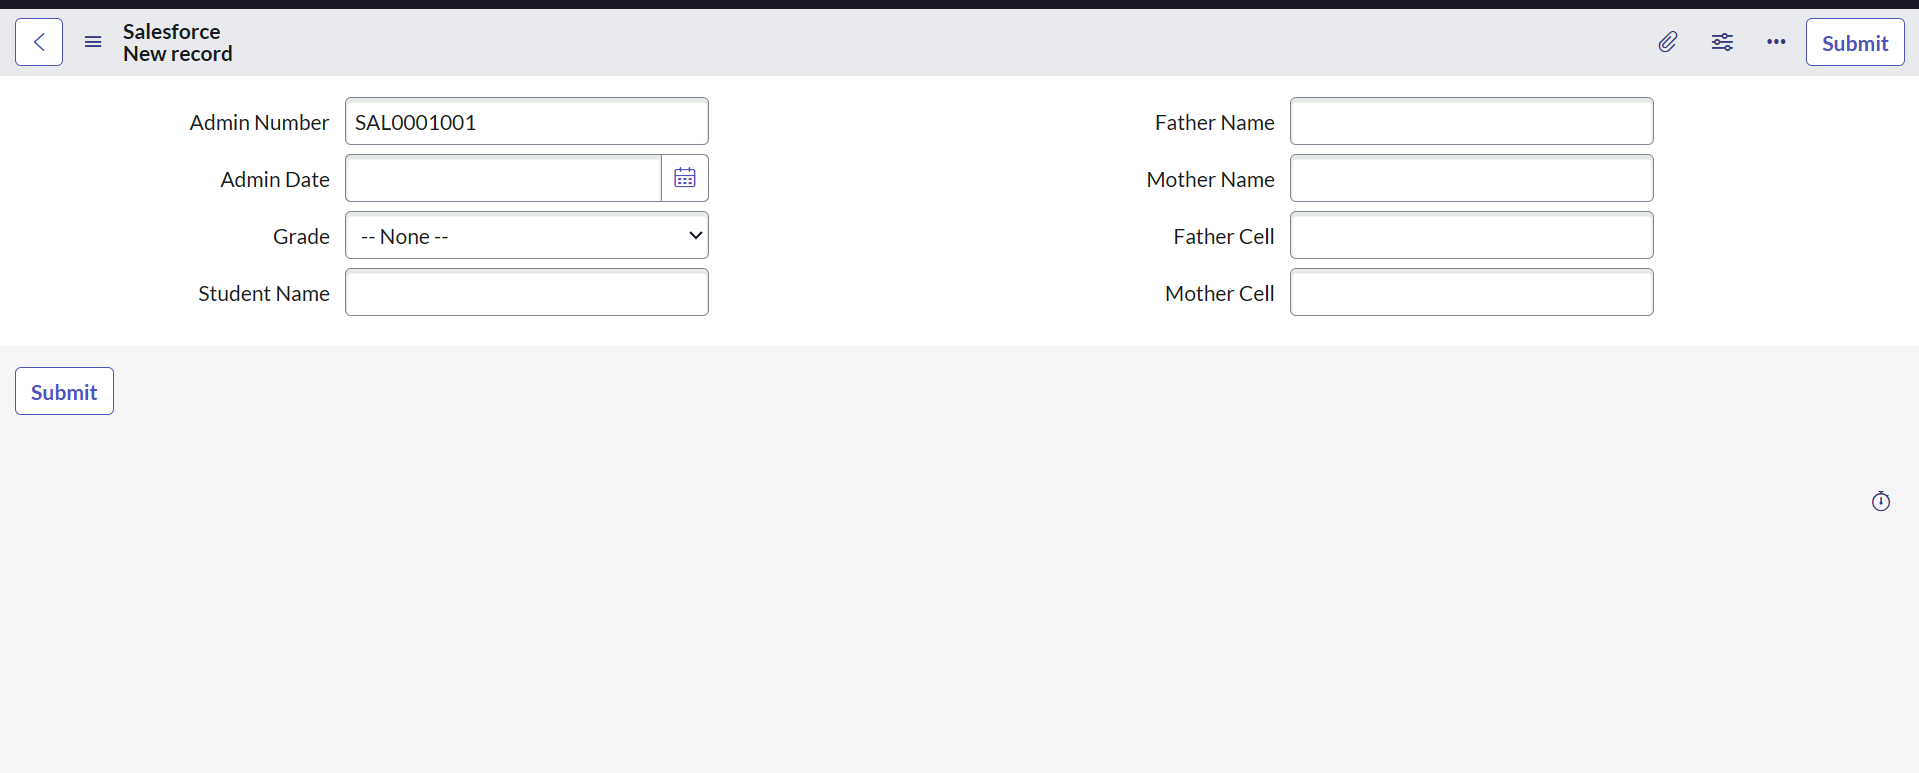 Salesforce
New record
Submit
Admin Number SAL0001001
Admin Date
Grade -- None --
Student Name
Father Name
Mother Name
Father Cell
Mother Cell
Submit